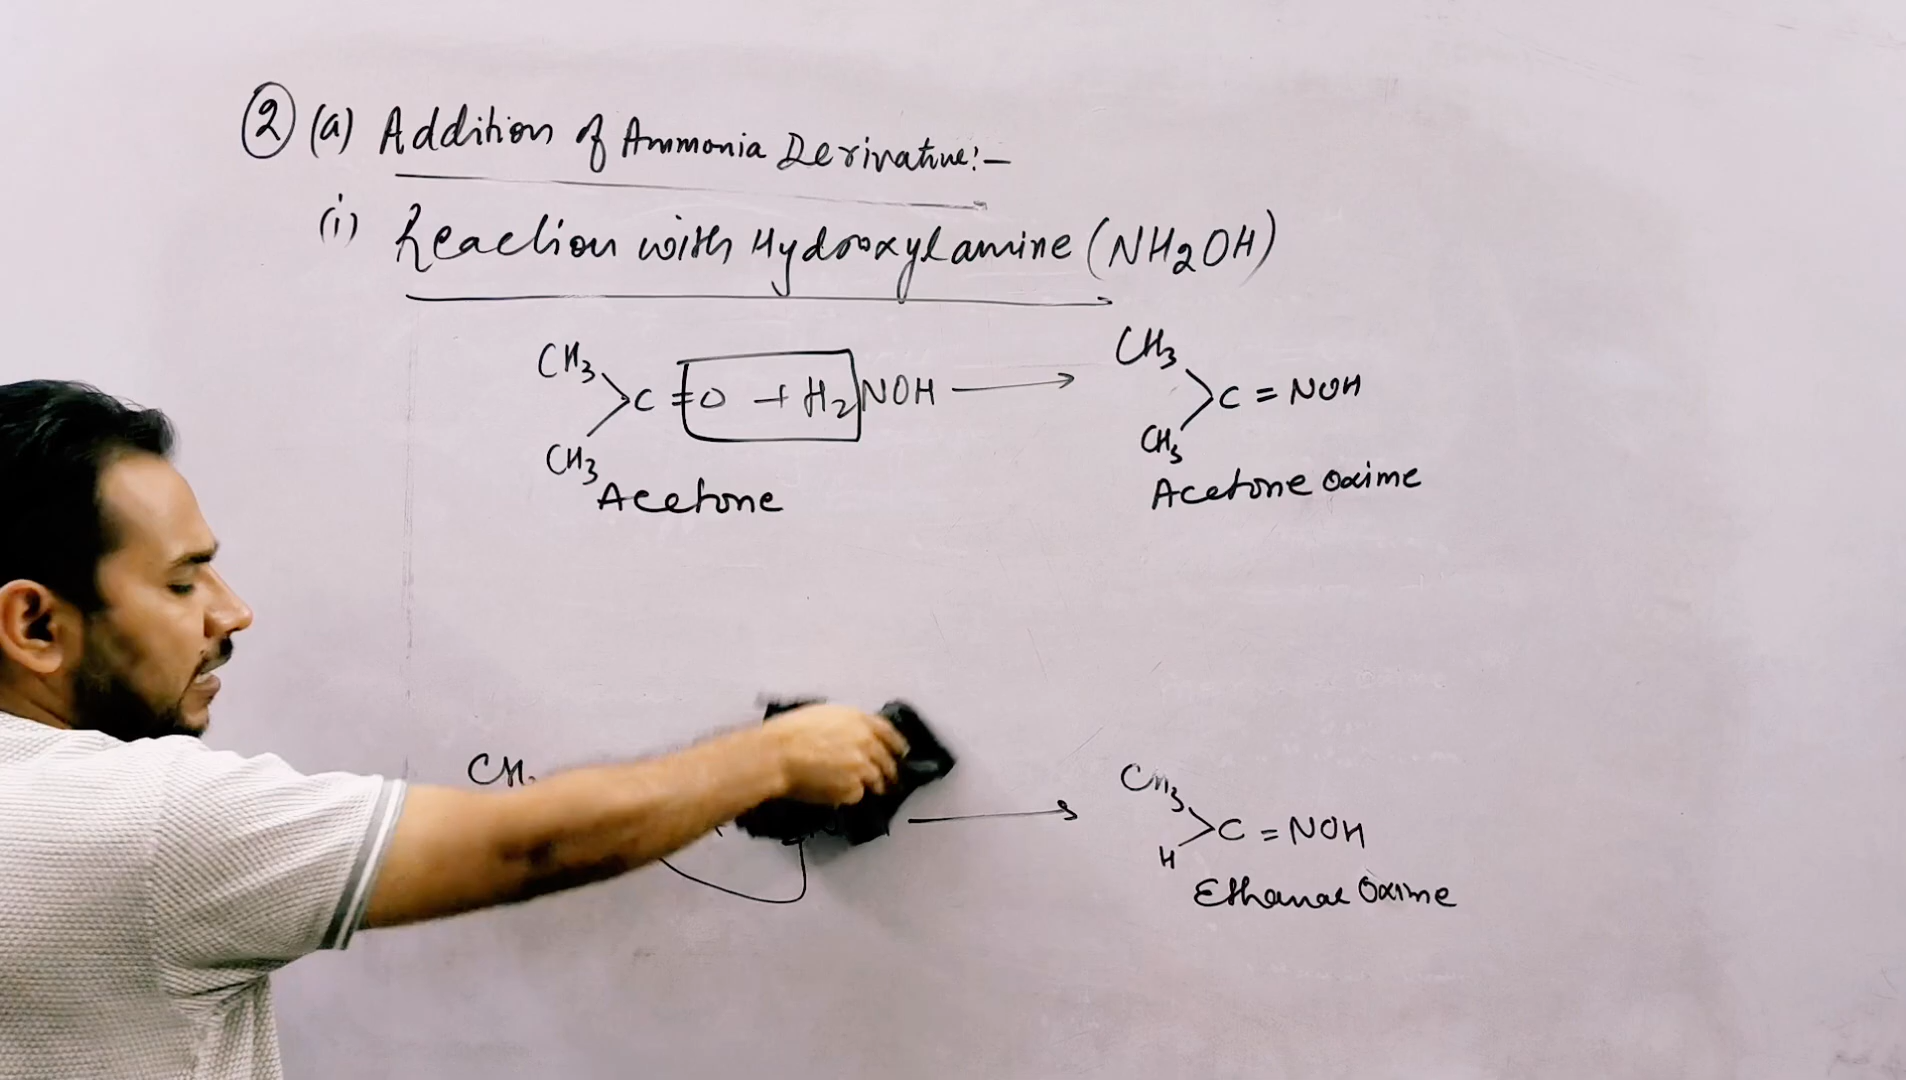 ② (a) Addition of Ammonia Derivative:-
(i) Reaction with Hydroxylamine (NH2OH)
CH3 CH3
C=O + H2NOH → C=NOH
CH3 CH3
Acetone Acetone Oxime
CH CH3
→ C=NOH
H
Ethanal Oxime